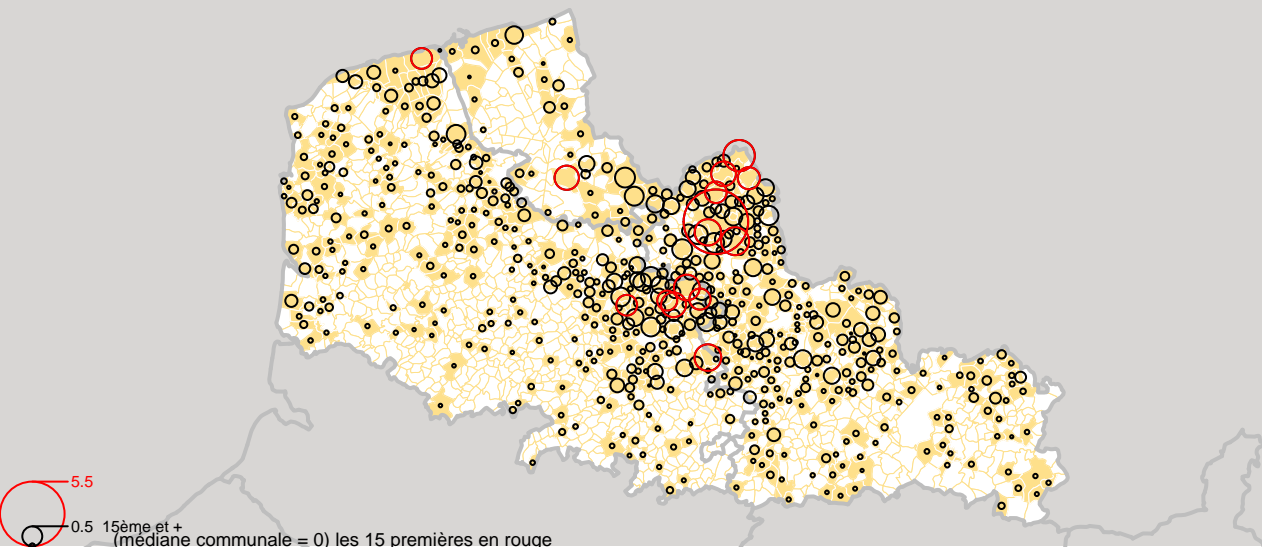 5.5
0.5 15ème et +
(médiane communale = 0) les 15 premières en rouge